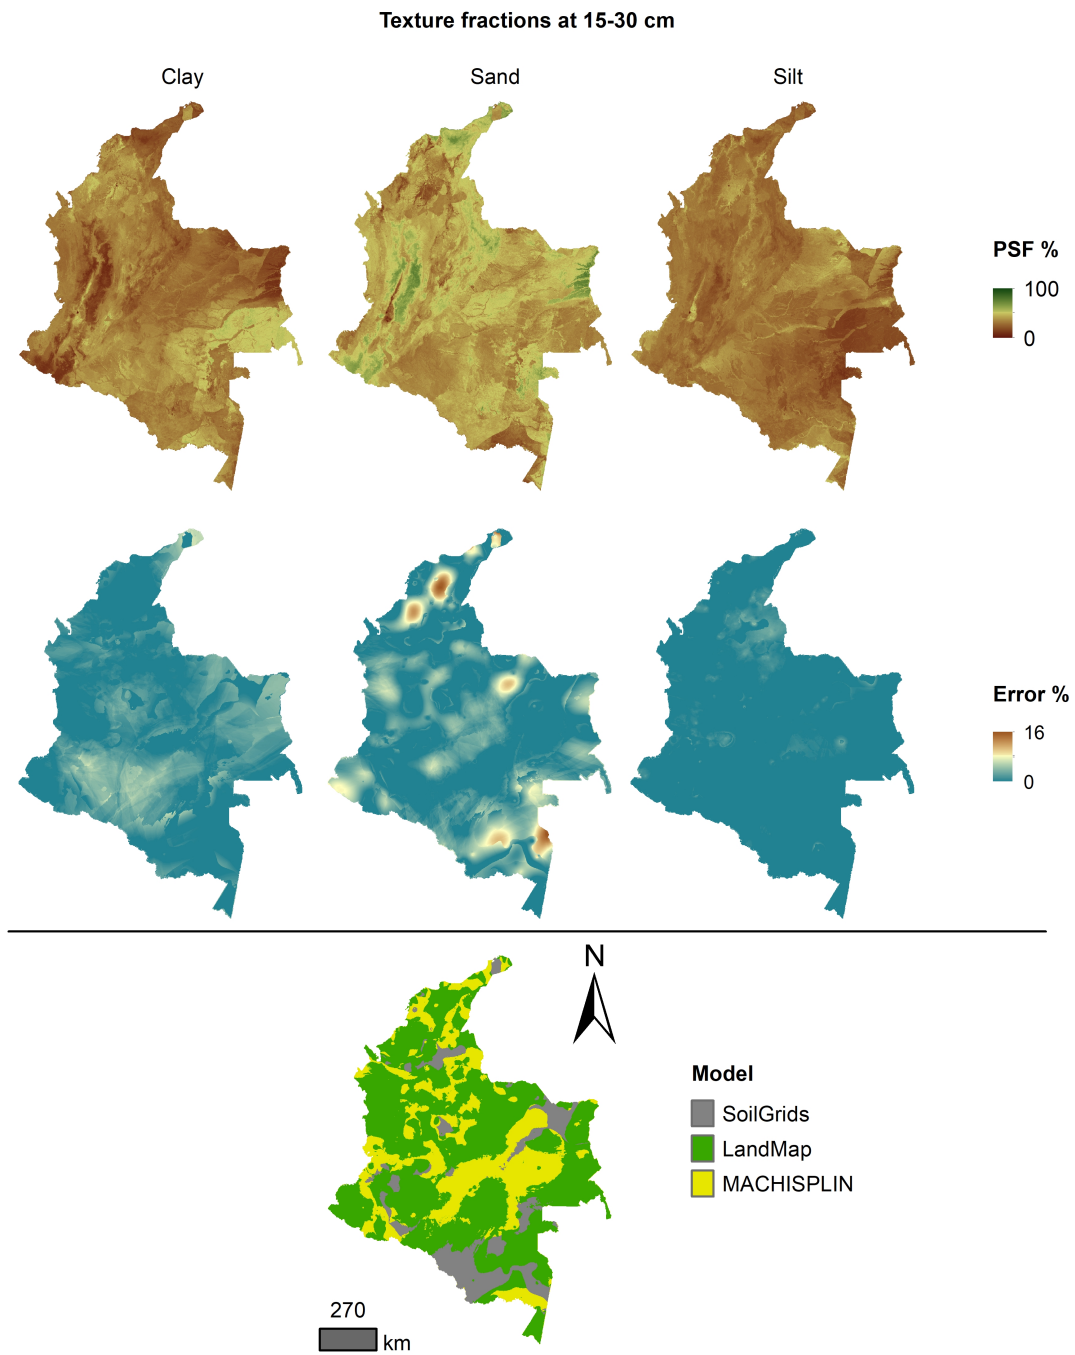 Texture fractions at 15-30 cm
Clay
Sand
Silt
PSF %
100
0
Error %
16
0
N
Model
SoilGrids
LandMap
MACHISPLIN
270
km